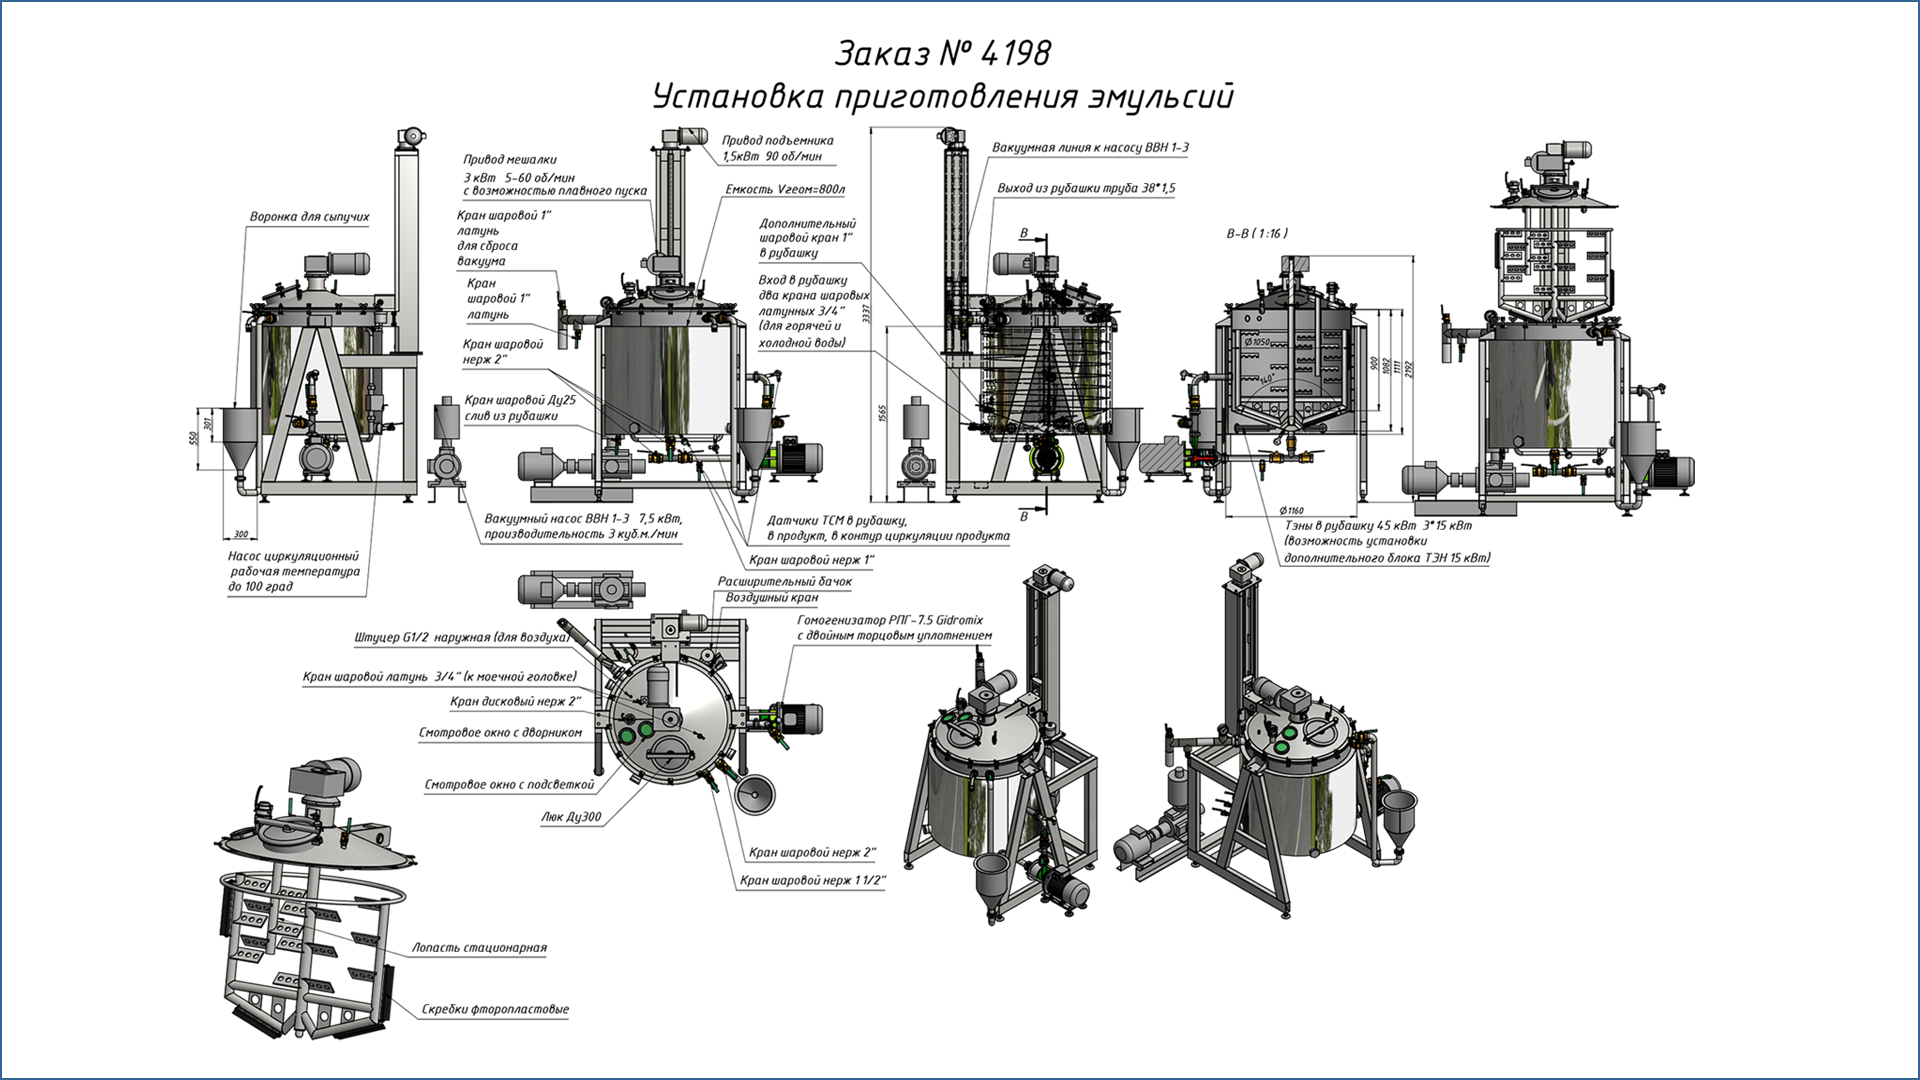 Заказ № 4198
Установка приготовления эмульсий
Привод мешалки
3 кВт 5-60 об/мин
с возможностью плавного пуска
Привод подъемника
1,5кВт 90 об/мин
Емкость Vгеом=800л
Вакуумная линия к насосу ВВН 1-3
Выход из рубашки труба 38*1,5
Воронка для сыпучих
Кран шаровой 1"
латунь
для сброса
вакуума
Кран
шаровой 1"
латунь
Кран шаровой
нерж 2"
Кран шаровой Ду25
слив из рубашки
Дополнительный
шаровой кран 1"
в рубашку
Вход в рубашку
два крана шаровых
латунных 3/4"
(для горячей и
холодной воды)
В
В
В-В ( 1:16 )
3337
1565
550
301
300
Ø1050
140°
900
1082
1111
2192
Ø1160
Насос циркуляционный
рабочая температура
до 100 град
Вакуумный насос ВВН 1-3 7,5 кВт,
производительность 3 куб.м./мин
Датчики ТСМ в рубашку,
в продукт, в контур циркуляции продукта
Кран шаровой нерж 1"
Тэны в рубашку 45 кВт 3*15 кВт
(возможность установки
дополнительного блока ТЭН 15 кВт)
Расширительный бачок
Воздушный кран
Гомогенизатор РПГ-7.5 Gidromix
с двойным торцовым уплотнением
Штуцер G1/2 наружная (для воздуха)
Кран шаровой латунь 3/4" (к моечной головке)
Кран дисковый нерж 2"
Смотровое окно с дворником
Смотровое окно с подсветкой
Люк Ду300
Кран шаровой нерж 2"
Кран шаровой нерж 1 1/2"
Лопасть стационарная
Скребки фторопластовые